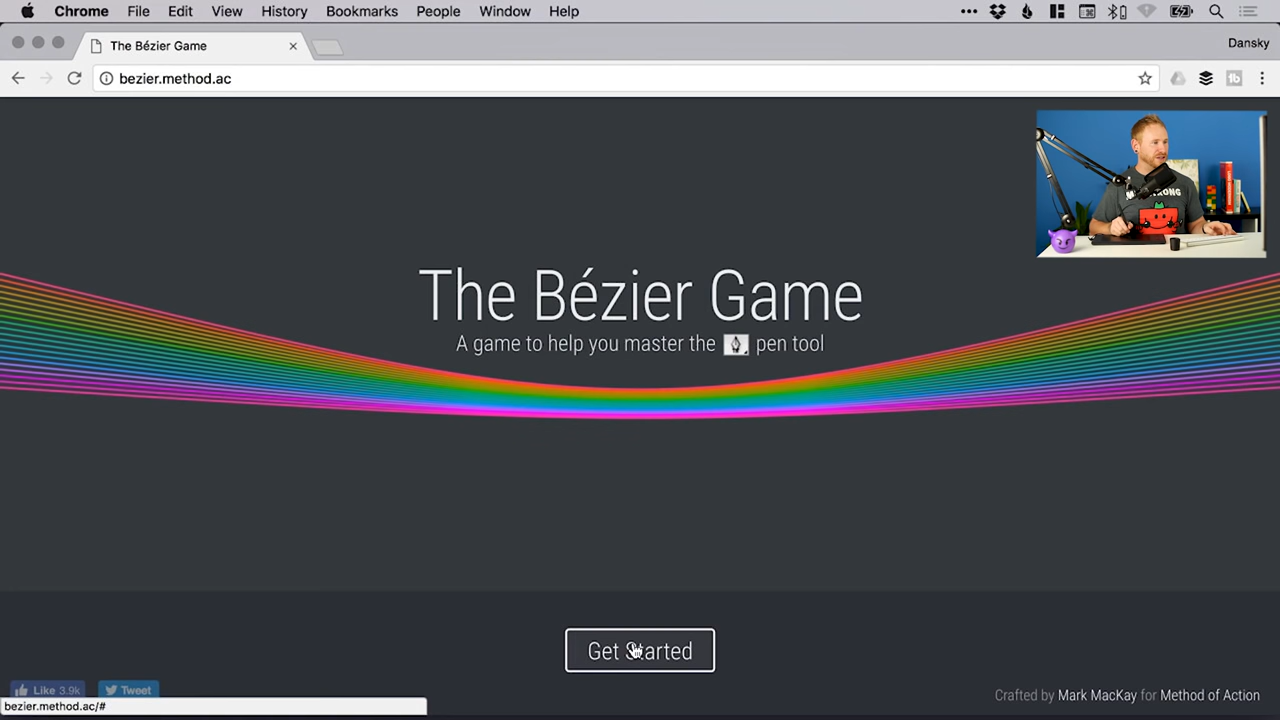 Chrome File Edit View History Bookmarks People Window Help
The Bézier Game
Dansky
bezier.method.ac
The Bézier Game
A game to help you master the pen tool
Get Started
Like 3.9k
Tweet
bezier.method.ac/#
Crafted by Mark MacKay for Method of Action